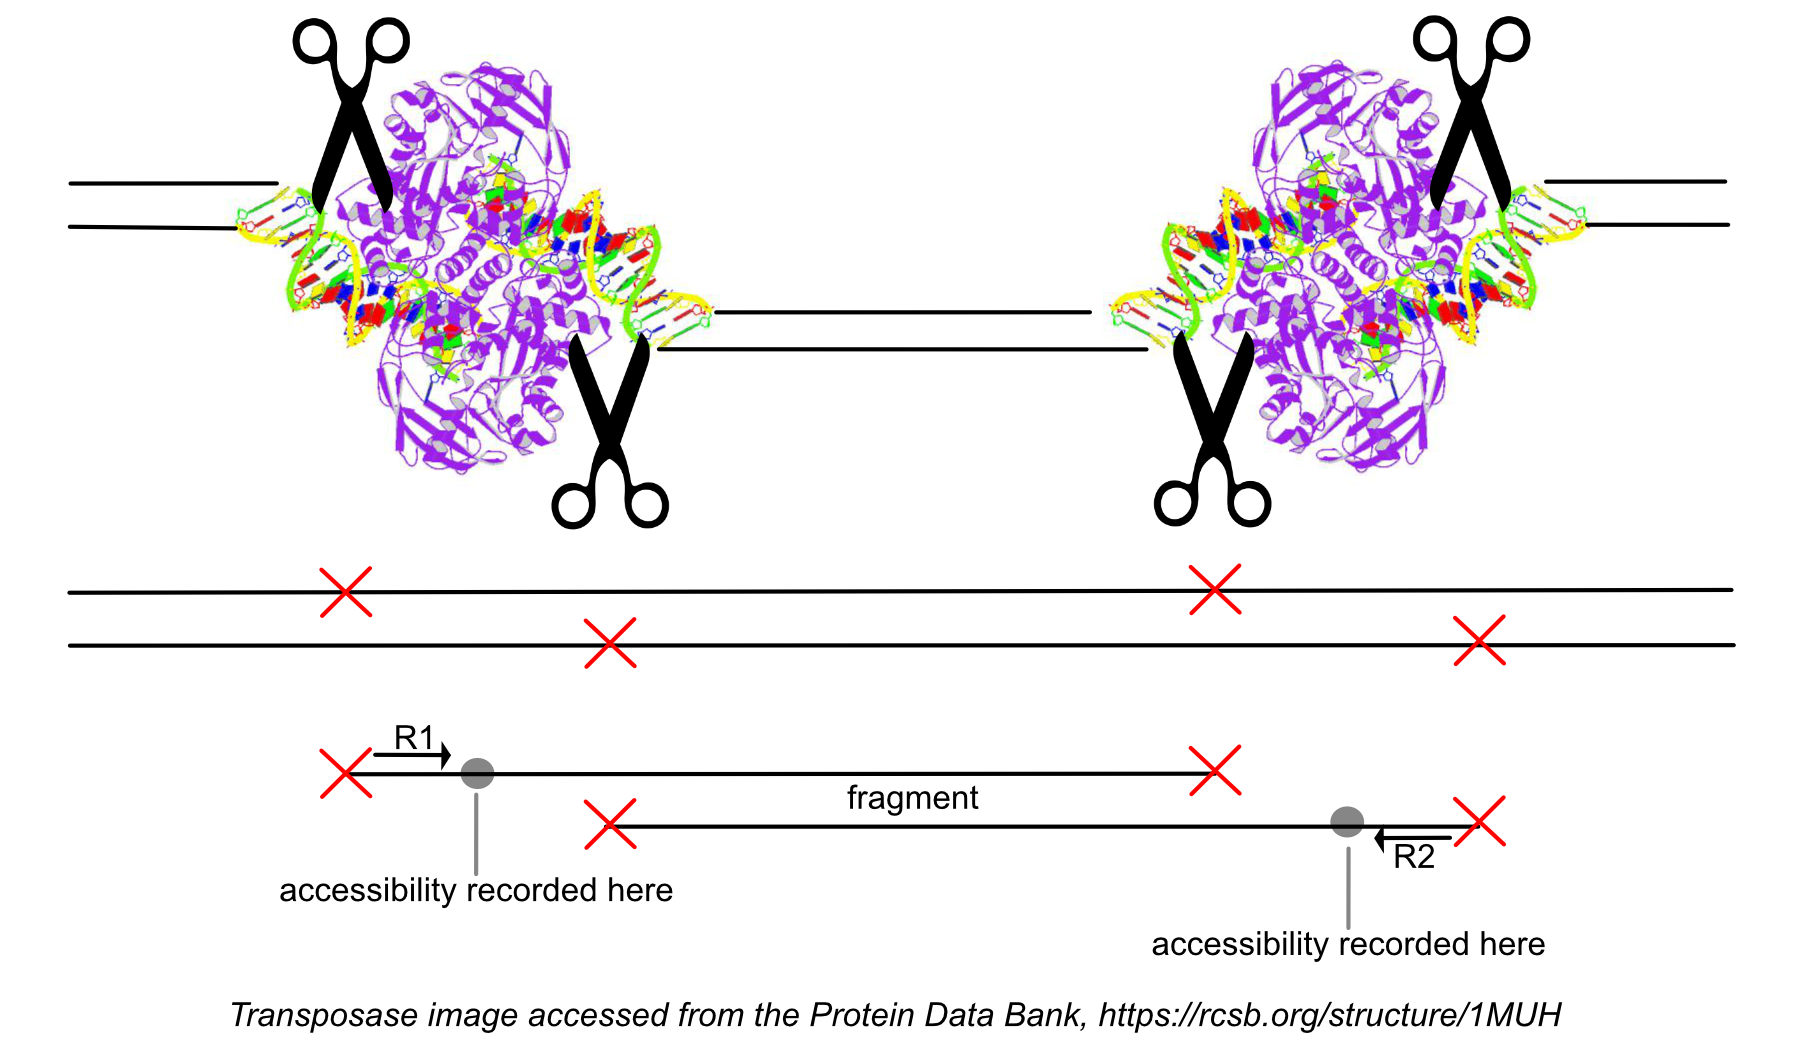 R1
fragment
R2
accessibility recorded here
accessibility recorded here
Transposase image accessed from the Protein Data Bank, https://rcsb.org/structure/1MUH